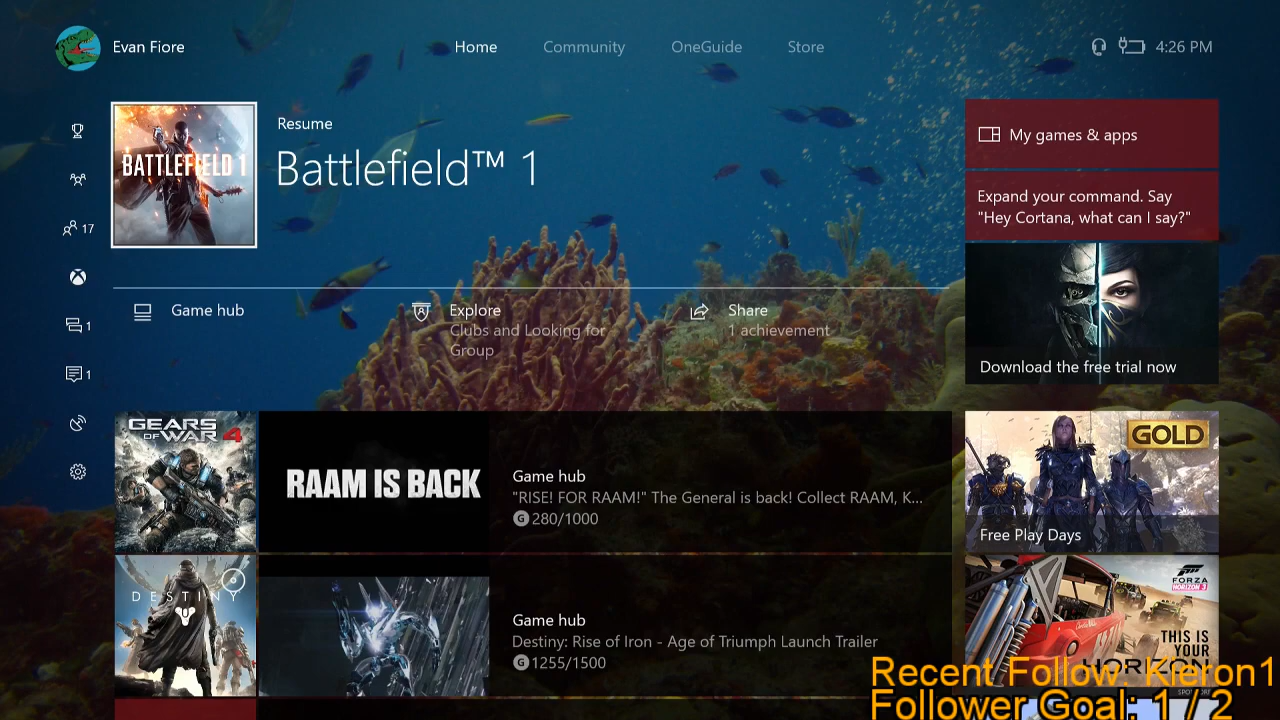 Evan Fiore
Home
Community
OneGuide
Store
4:26 PM
BATTLEFIELD 1
Resume
Battlefield™ 1
17
1
1
Game hub
Explore
Clubs and Looking for
Group
Share
1 achievement
My games & apps
Expand your command. Say
"Hey Cortana, what can I say?"
Download the free trial now
GEARS
OF WAR 4
RAAM IS BACK
Game hub
"RISE! FOR RAAM!" The General is back! Collect RAAM, K...
G 280/1000
GOLD
Free Play Days
DESTINY
Game hub
Destiny: Rise of Iron - Age of Triumph Launch Trailer
G 1255/1500
FORZA
HORIZON 3
THIS IS
YOUR
HORIZON
Recent Follow: Kieron1
Follower Goal: 1 / 2